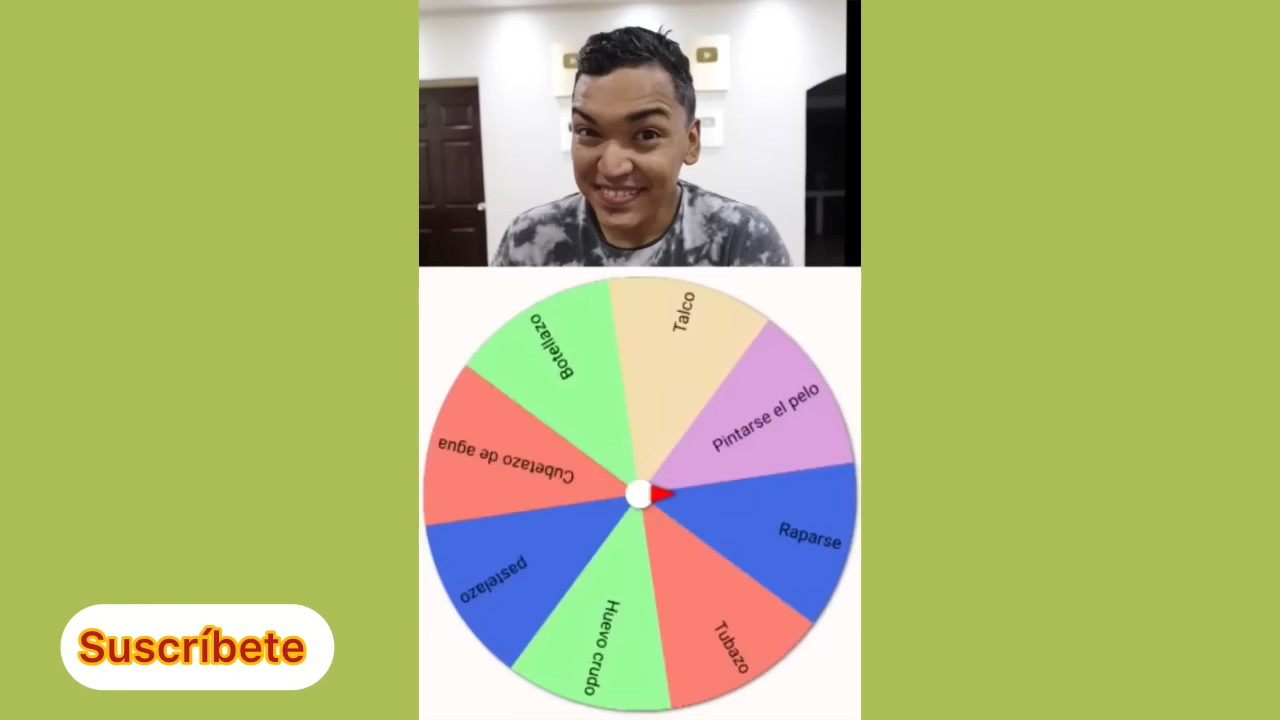 Talco
Botellazo
Pintarse el pelo
Cubetazo de agua
Raparse
pastelazo
Huevo crudo
Tubazo
Suscríbete